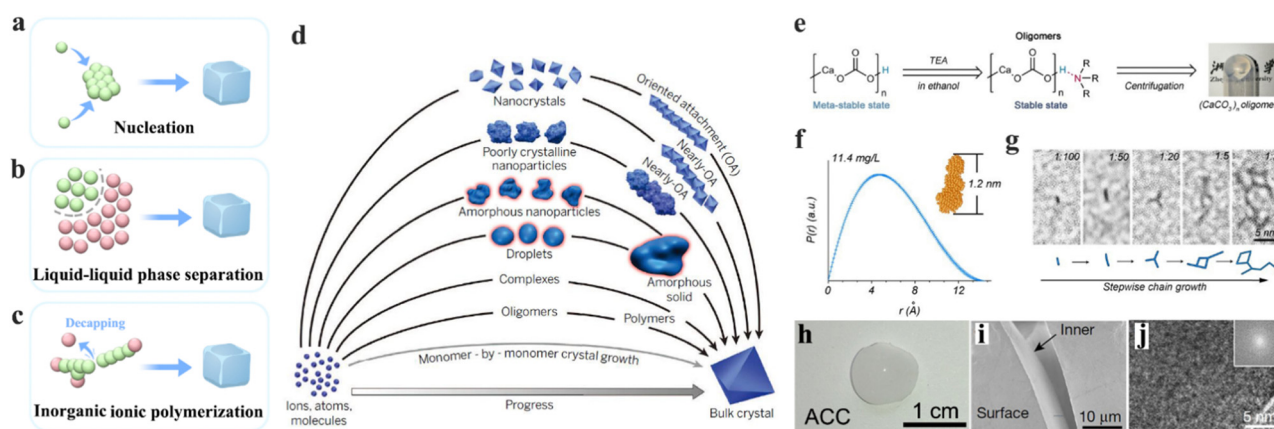 a
Nucleation
b
Liquid-liquid phase separation
c
Decapping
Inorganic ionic polymerization
d
Nanocrystals
Oriented attachment (OA)
Poorly crystalline
nanoparticles
Nearly-OA
Nearly-OA
Amorphous nanoparticles
Droplets
Amorphous
solid
Complexes
Oligomers
Polymers
Monomer - by - monomer crystal growth
Progress
Ions, atoms,
molecules
Bulk crystal
e
Oligomers
Ca O O O H n
TEA
in ethanol
Ca O O O H N R R R n
Centrifugation
Meta-stable state
Stable state
(CaCO3)n oligome
f
11.4 mg/L
1.2 nm
P(r) (a.u.)
0 4 8 12
r (Å)
g
1:100 1:50 1:20 1:5
5 nm
Stepwise chain growth
h
ACC
1 cm
i
Inner
Surface
10 μm
j
5 nm